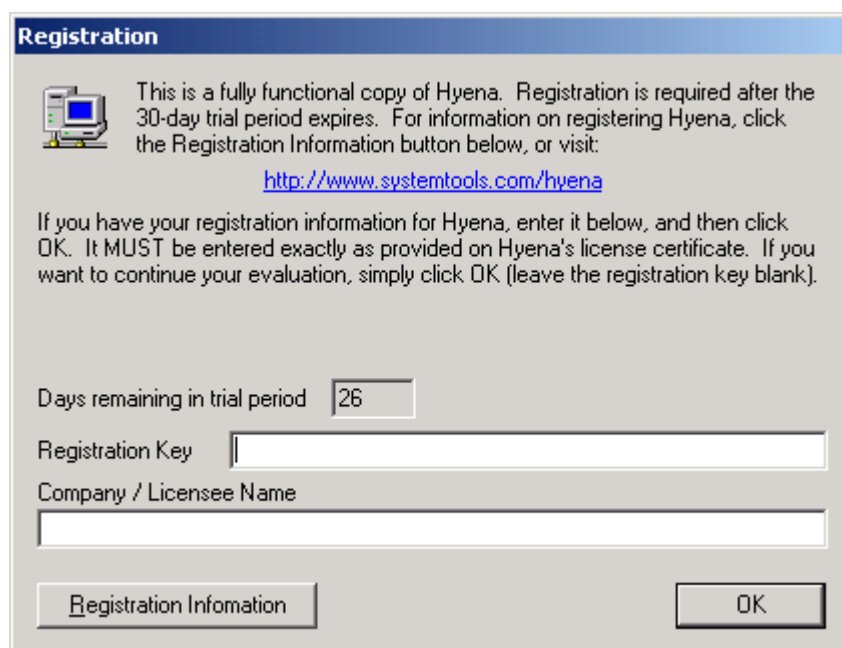 Registration
This is a fully functional copy of Hyena. Registration is required after the
30-day trial period expires. For information on registering Hyena, click
the Registration Information button below, or visit:
http://www.systemtools.com/hyena
If you have your registration information for Hyena, enter it below, and then click
OK. It MUST be entered exactly as provided on Hyena's license certificate. If you
want to continue your evaluation, simply click OK (leave the registration key blank).
Days remaining in trial period 26
Registration Key
Company / Licensee Name
Registration Infomation OK